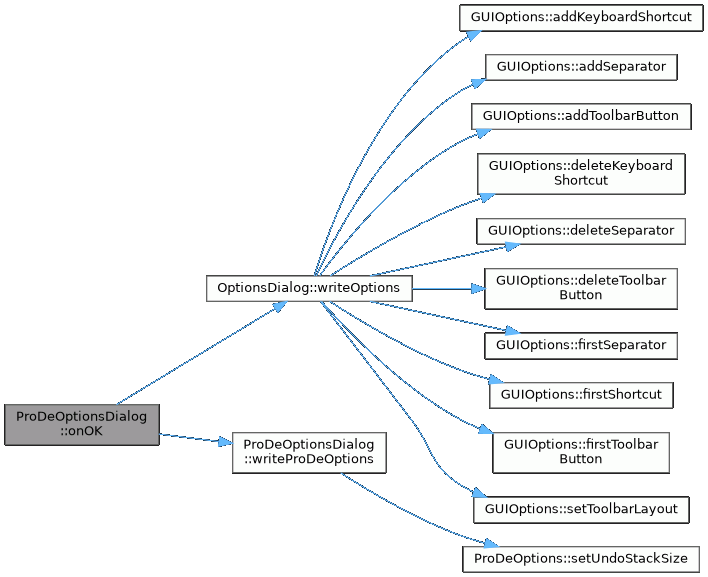 GUIOptions::addKeyboardShortcut
GUIOptions::addSeparator
GUIOptions::addToolbarButton
GUIOptions::deleteKeyboard
Shortcut
GUIOptions::deleteSeparator
OptionsDialog::writeOptions
GUIOptions::deleteToolbar
Button
GUIOptions::firstSeparator
GUIOptions::firstShortcut
ProDeOptionsDialog
::onOK
ProDeOptionsDialog
::writeProDeOptions
GUIOptions::firstToolbar
Button
GUIOptions::setToolbarLayout
ProDeOptions::setUndoStackSize